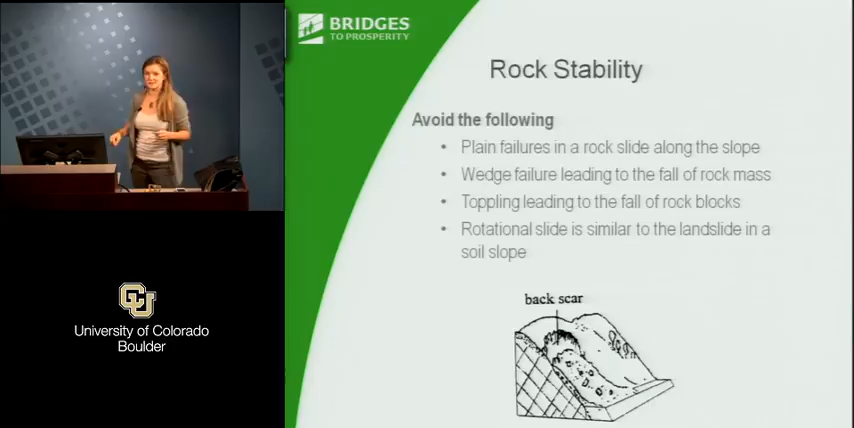 BRIDGES
TO PROSPERITY
Rock Stability
Avoid the following
• Plain failures in a rock slide along the slope
• Wedge failure leading to the fall of rock mass
• Toppling leading to the fall of rock blocks
• Rotational slide is similar to the landslide in a
soil slope
back scar
CU
University of Colorado
Boulder